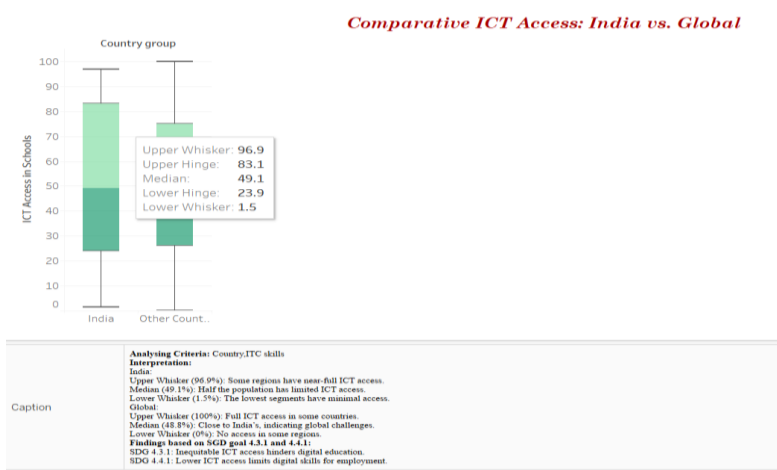 Comparative ICT Access: India vs. Global
Country group
ICT Access in Schools
100
90
80
70
60
50
40
30
20
10
0
Upper Whisker: 96.9
Upper Hinge: 83.1
Median: 49.1
Lower Hinge: 23.9
Lower Whisker: 1.5
India
Other Count..
Caption
Analysing Criteria: Country,ITC skills
Interpretation:
India:
Upper Whisker (96.9%): Some regions have near-full ICT access.
Median (49.1%): Half the population has limited ICT access.
Lower Whisker (1.5%): The lowest segments have minimal access.
Global:
Upper Whisker (100%): Full ICT access in some countries.
Median (48.8%): Close to India's, indicating global challenges.
Lower Whisker (0%): No access in some regions.
Findings based on SGD goal 4.3.1 and 4.4.1:
SDG 4.3.1: Inequitable ICT access hinders digital education.
SDG 4.4.1: Lower ICT access limits digital skills for employment.